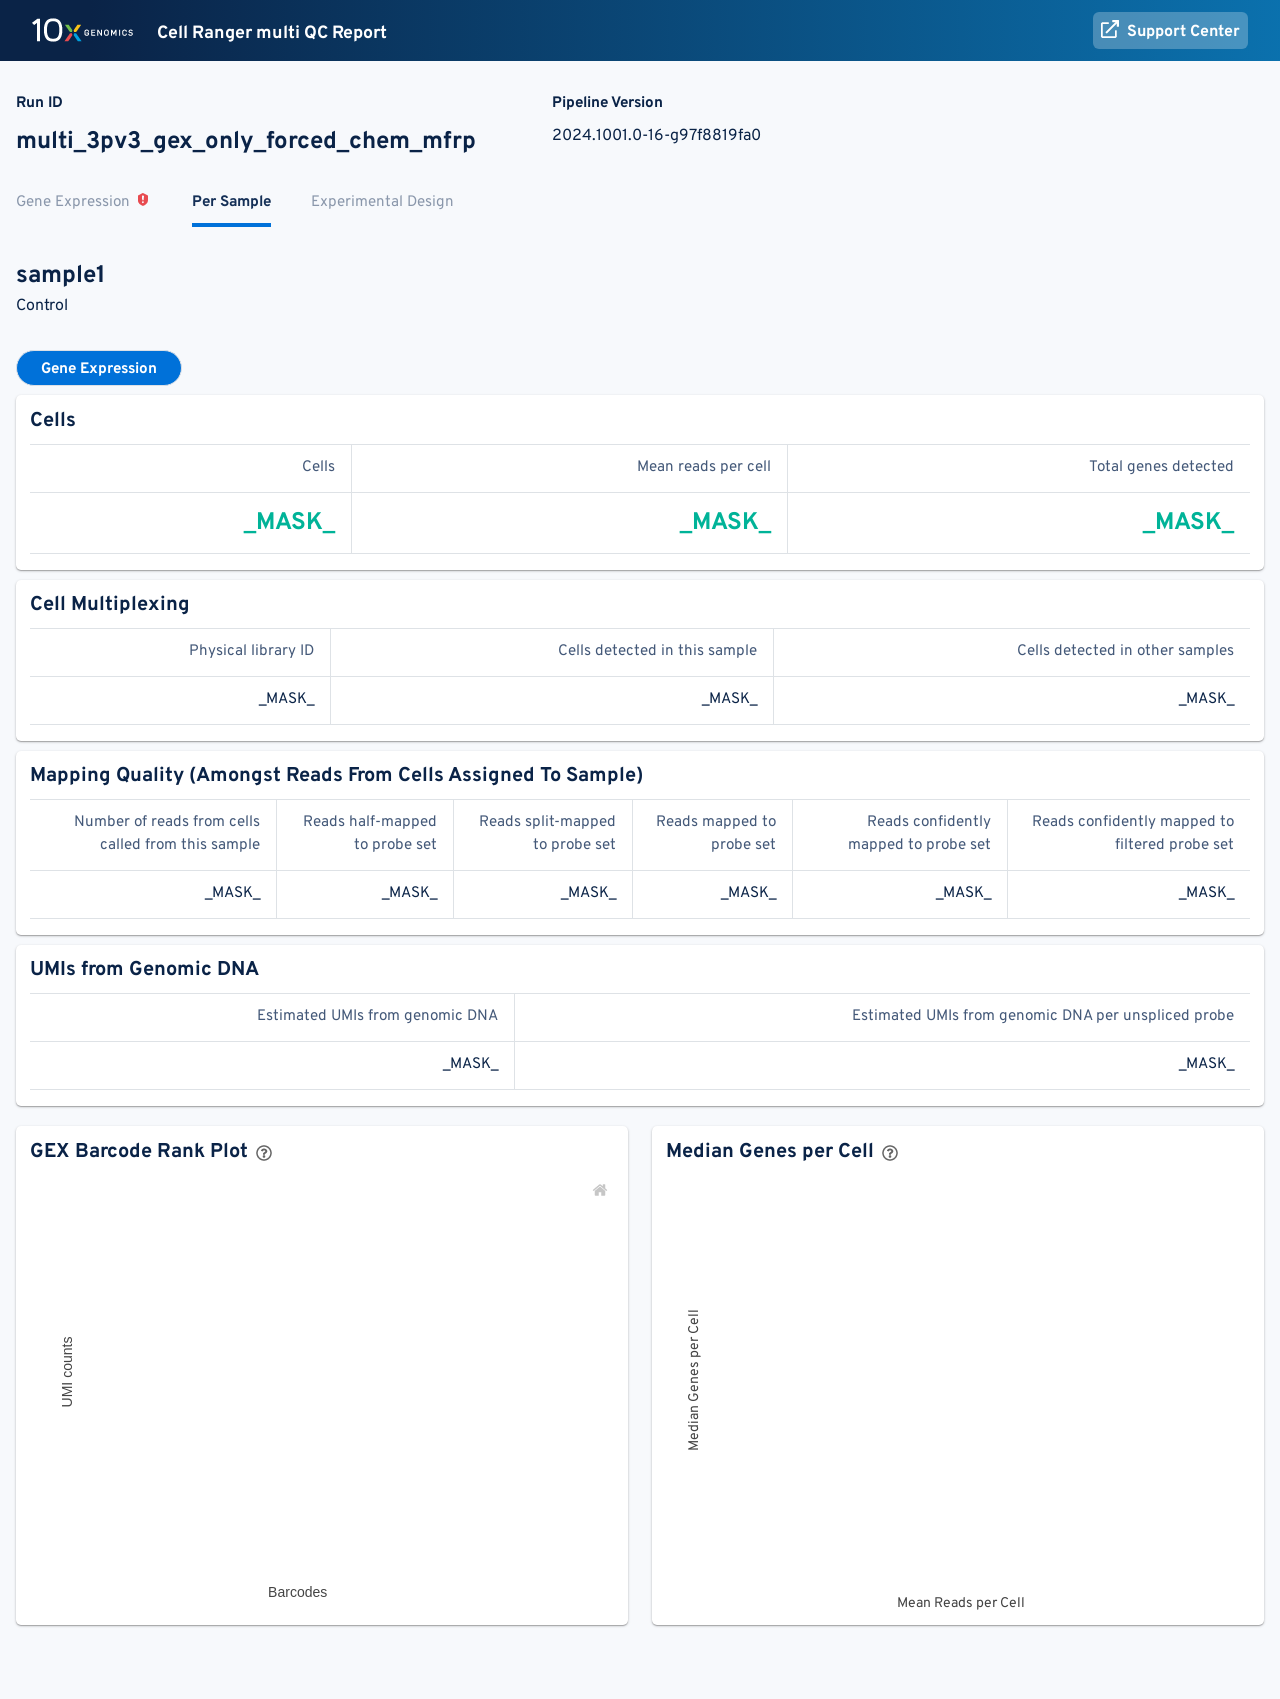 10x GENOMICS Cell Ranger multi QC Report Support Center
Run ID Pipeline Version
multi_3pv3_gex_only_forced_chem_mfrp 2024.1001.0-16-g97f8819fa0
Gene Expression Per Sample Experimental Design
sample1
Control
Gene Expression
Cells
Cells Mean reads per cell Total genes detected
_MASK_ _MASK_ _MASK_
Cell Multiplexing
Physical library ID Cells detected in this sample Cells detected in other samples
_MASK_ _MASK_ _MASK_
Mapping Quality (Amongst Reads From Cells Assigned To Sample)
Number of reads from cells Reads half-mapped Reads split-mapped Reads mapped to Reads confidently Reads confidently mapped to
called from this sample to probe set to probe set probe set mapped to probe set filtered probe set
_MASK_ _MASK_ _MASK_ _MASK_ _MASK_ _MASK_
UMIs from Genomic DNA
Estimated UMIs from genomic DNA Estimated UMIs from genomic DNA per unspliced probe
_MASK_ _MASK_
GEX Barcode Rank Plot
UMI counts
Barcodes
Median Genes per Cell
Median Genes per Cell
Mean Reads per Cell